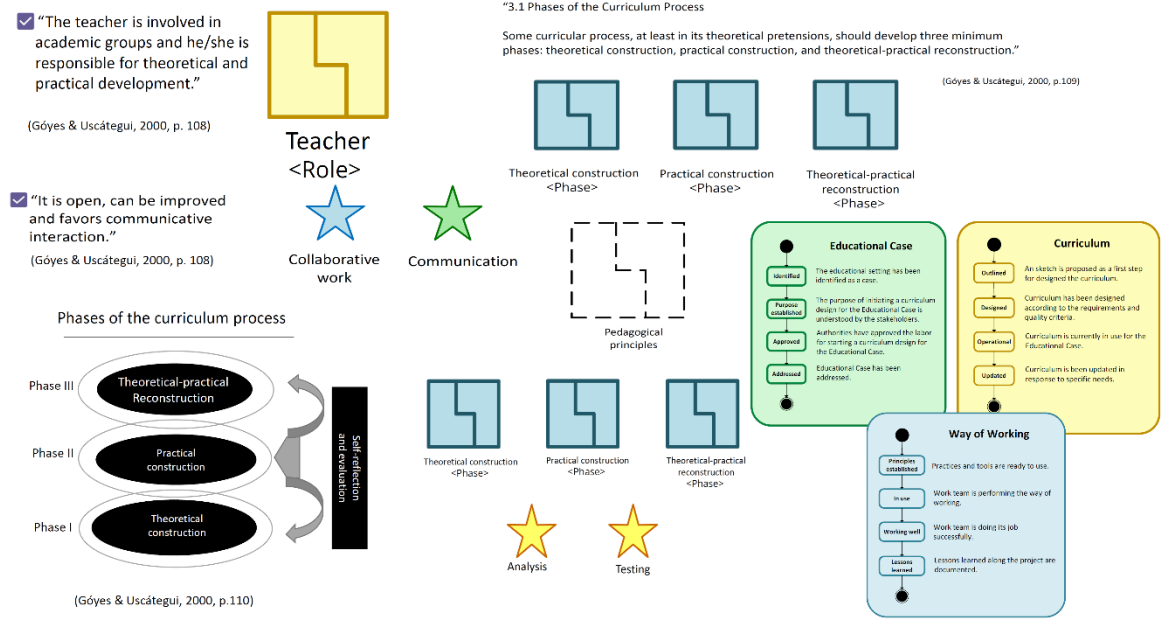 “The teacher is involved in
academic groups and he/she is
responsible for theoretical and
practical development.”
(Góyes & Uscátegui, 2000, p. 108)
Teacher
<Role>
“It is open, can be improved
and favors communicative
interaction.”
(Góyes & Uscátegui, 2000, p. 108)
Collaborative
work
Communication
“3.1 Phases of the Curriculum Process
Some curricular process, at least in its theoretical pretensions, should develop three minimum
phases: theoretical construction, practical construction, and theoretical-practical reconstruction.”
(Góyes & Uscátegui, 2000, p.109)
Theoretical construction
<Phase>
Practical construction
<Phase>
Theoretical-practical
reconstruction
<Phase>
Pedagogical
principles
Phases of the curriculum process
Phase III
Theoretical-practical
Reconstruction
Phase II
Practical
construction
Phase I
Theoretical
construction
Self-reflection
and evaluation
(Góyes & Uscátegui, 2000, p.110)
Theoretical construction
<Phase>
Practical construction
<Phase>
Theoretical-practical
reconstruction
<Phase>
Analysis
Testing
Educational Case
Identified
The educational setting has been
identified as a case.
Purpose
established
The purpose of initiating a curriculum
design for the Educational Case is
understood by the stakeholders.
Approved
Authorities have approved the labor
for starting a curriculum design for
the Educational Case.
Addressed
Educational Case has been
addressed.
Curriculum
Outlined
An sketch is proposed as a first step
for designed the curriculum.
Designed
Curriculum has been designed
according to the requirements and
quality criteria.
Operational
Curriculum is currently in use for the
Educational Case.
Updated
Curriculum is been updated in
response to specific needs.
Way of Working
Principles
established
Practices and tools are ready to use.
In use
Work team is performing the way of
working.
Working well
Work team is doing its job
successfully.
Lessons
learned
Lessons learned along the project are
documented.